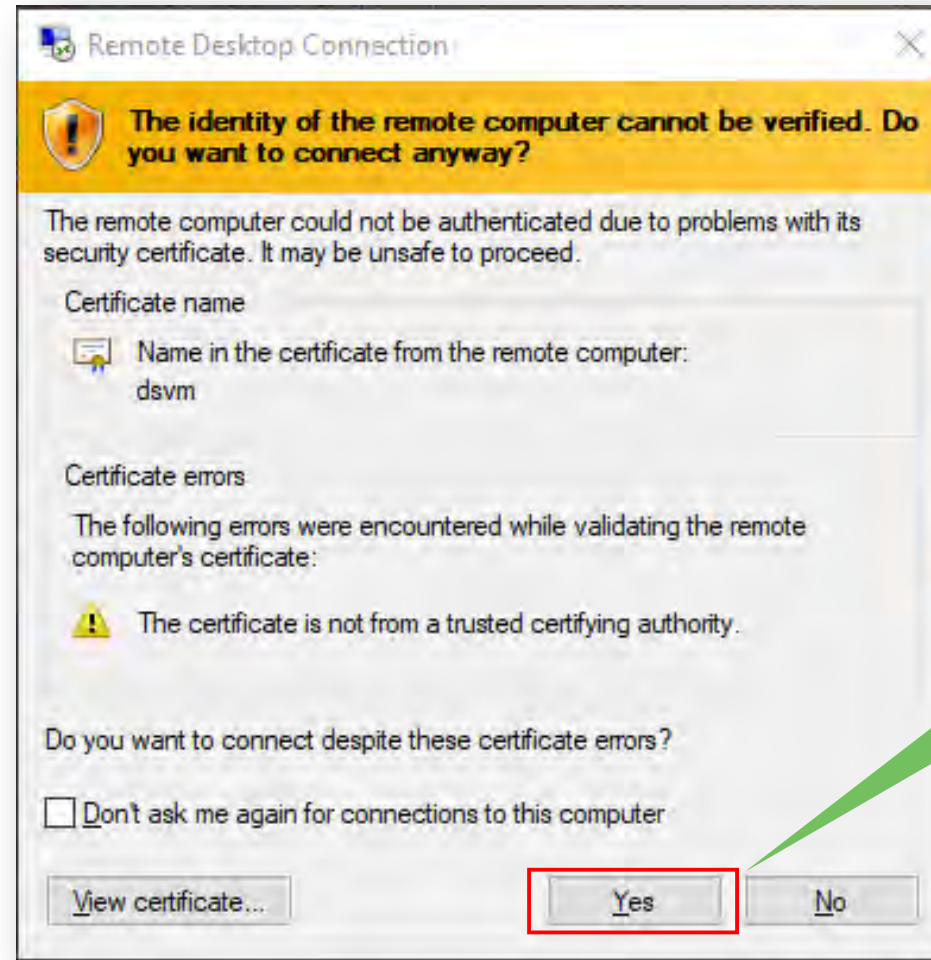 Remote Desktop Connection
The identity of the remote computer cannot be verified. Do
you want to connect anyway?
The remote computer could not be authenticated due to problems with its
security certificate. It may be unsafe to proceed.
Certificate name
Name in the certificate from the remote computer:
dsvm
Certificate errors
The following errors were encountered while validating the remote
computer's certificate:
The certificate is not from a trusted certifying authority.
Do you want to connect despite these certificate errors?
Don't ask me again for connections to this computer
View certificate...
Yes
No